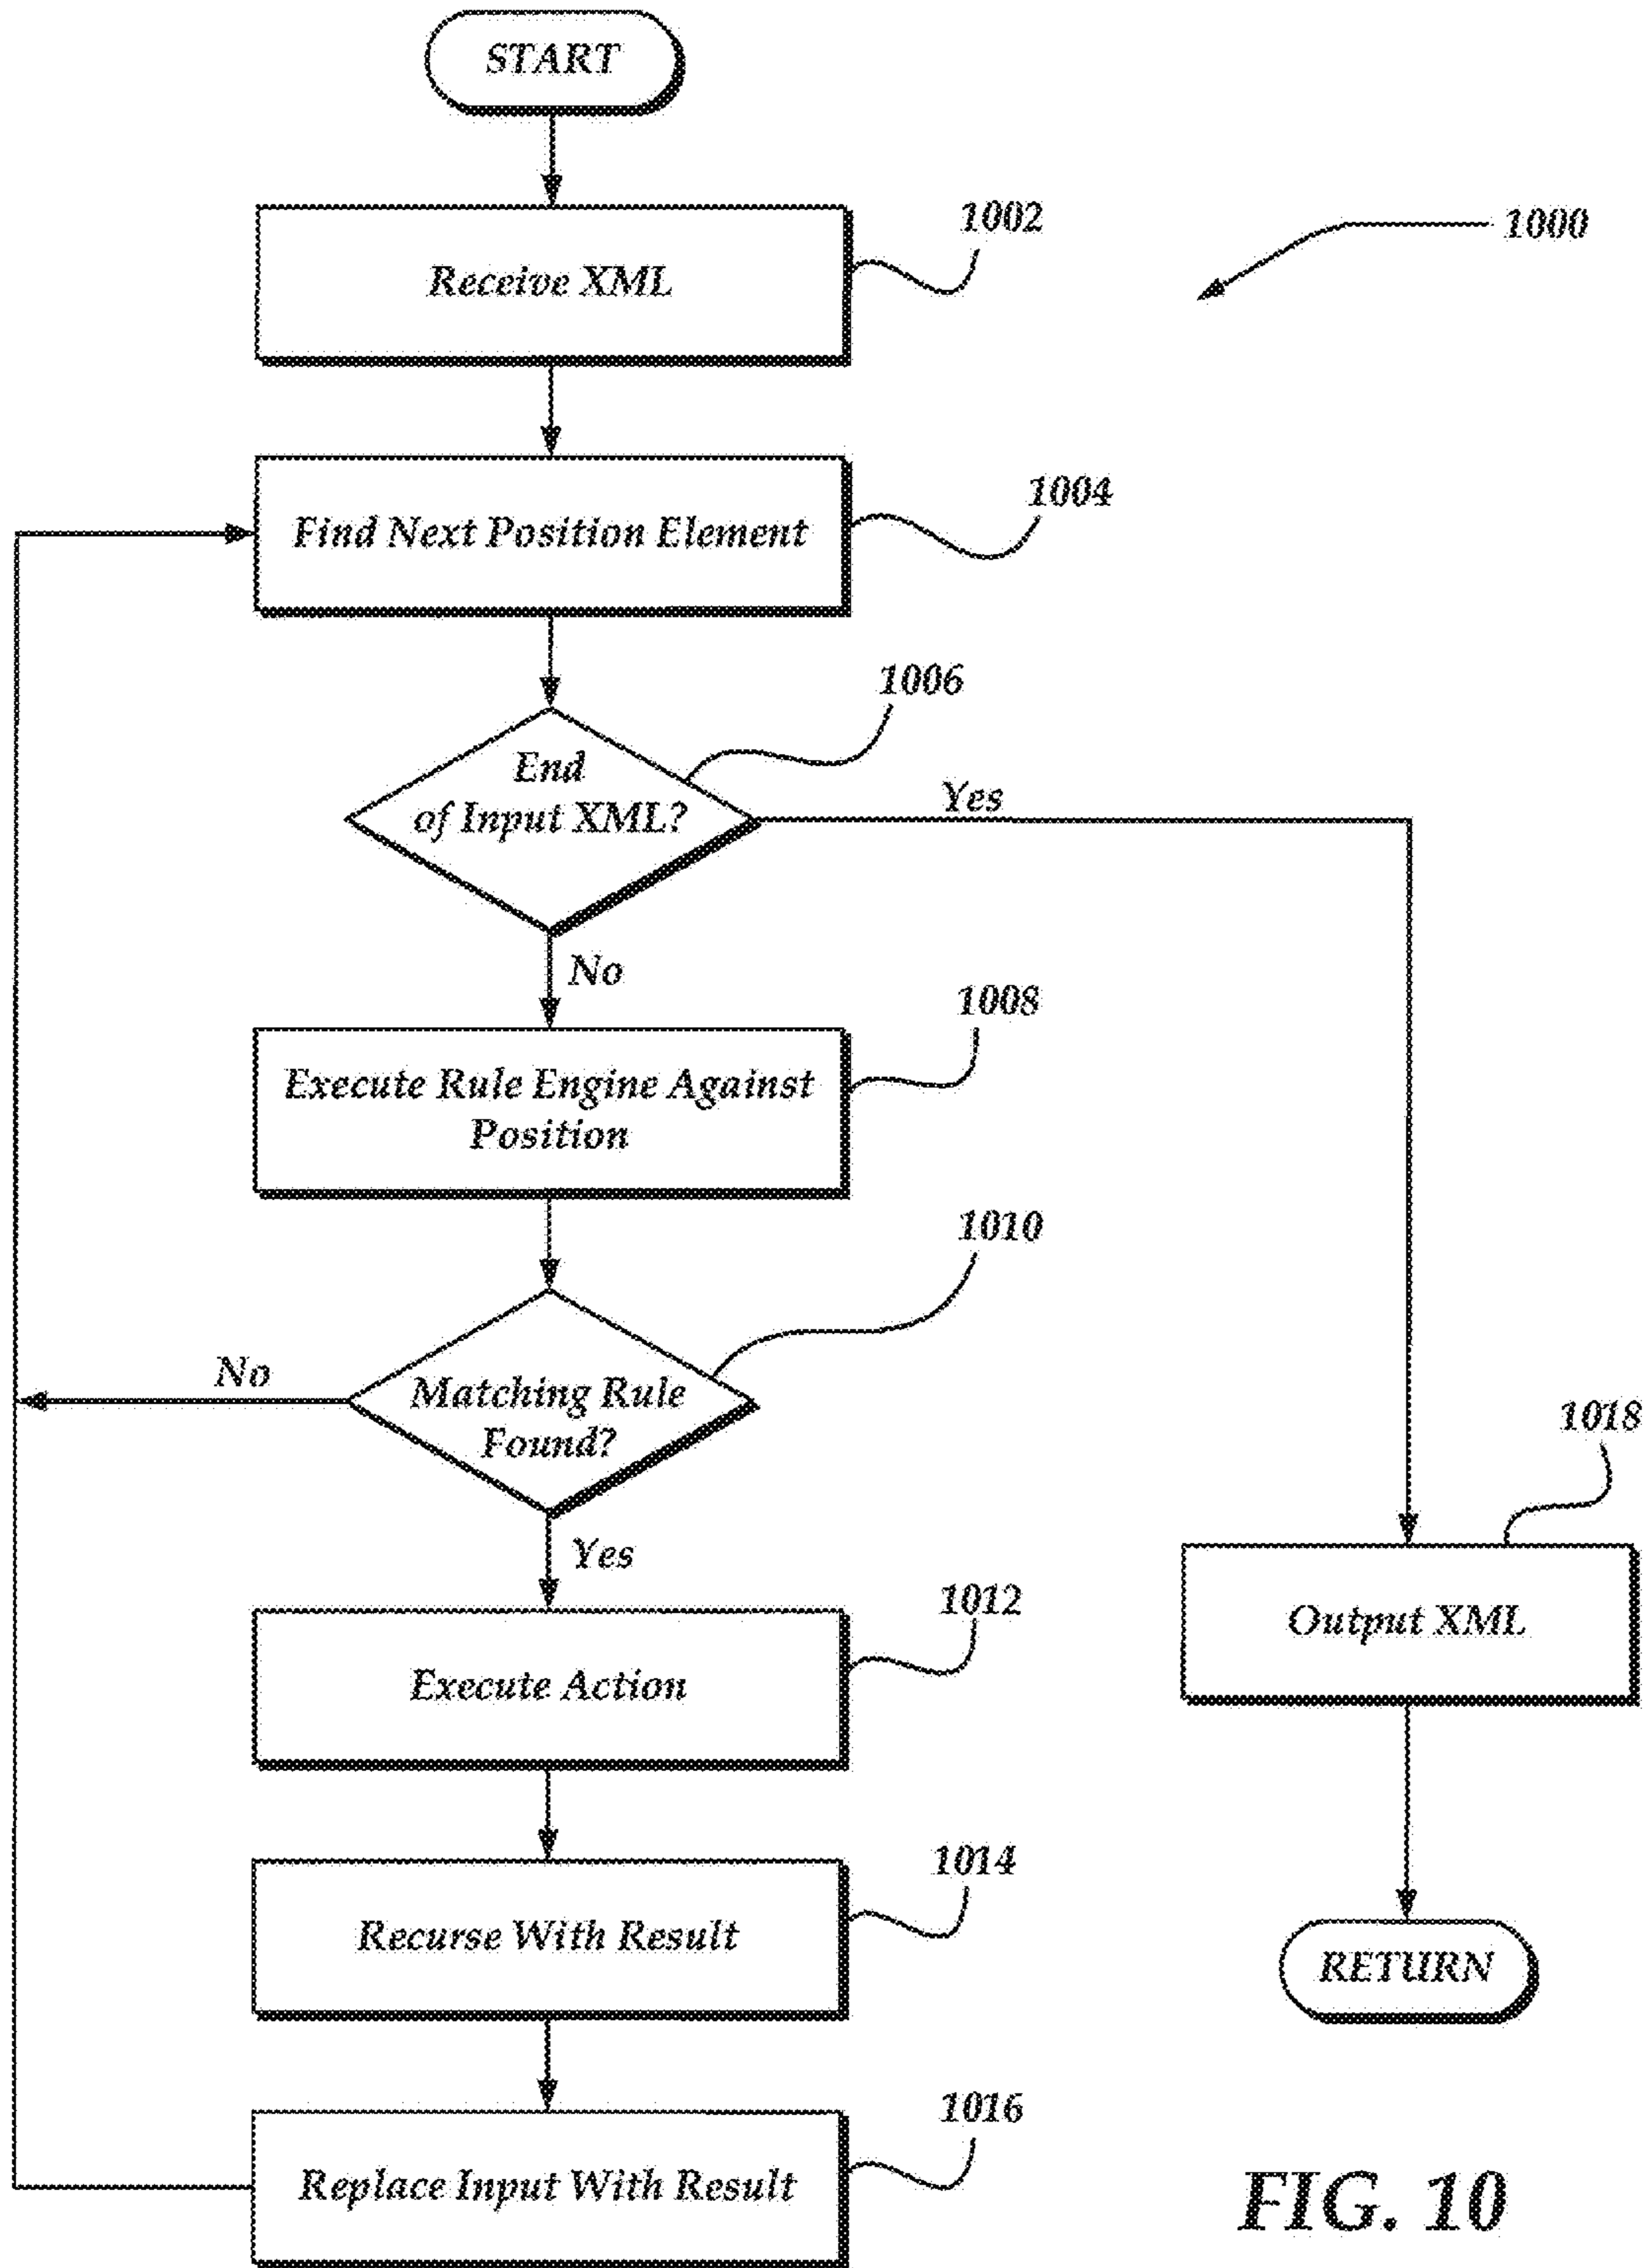 START
1002
1000
Receive XML
1004
Find Next Position Element
1006
End
of Input XML?
Yes
No
1008
Execute Rule Engine Against
Position
1010
No
Matching Rule
Found?
1018
Yes
1012
Output XML
Execute Action
1014
Recurse With Result
RETURN
1016
Replace Input With Result
FIG. 10